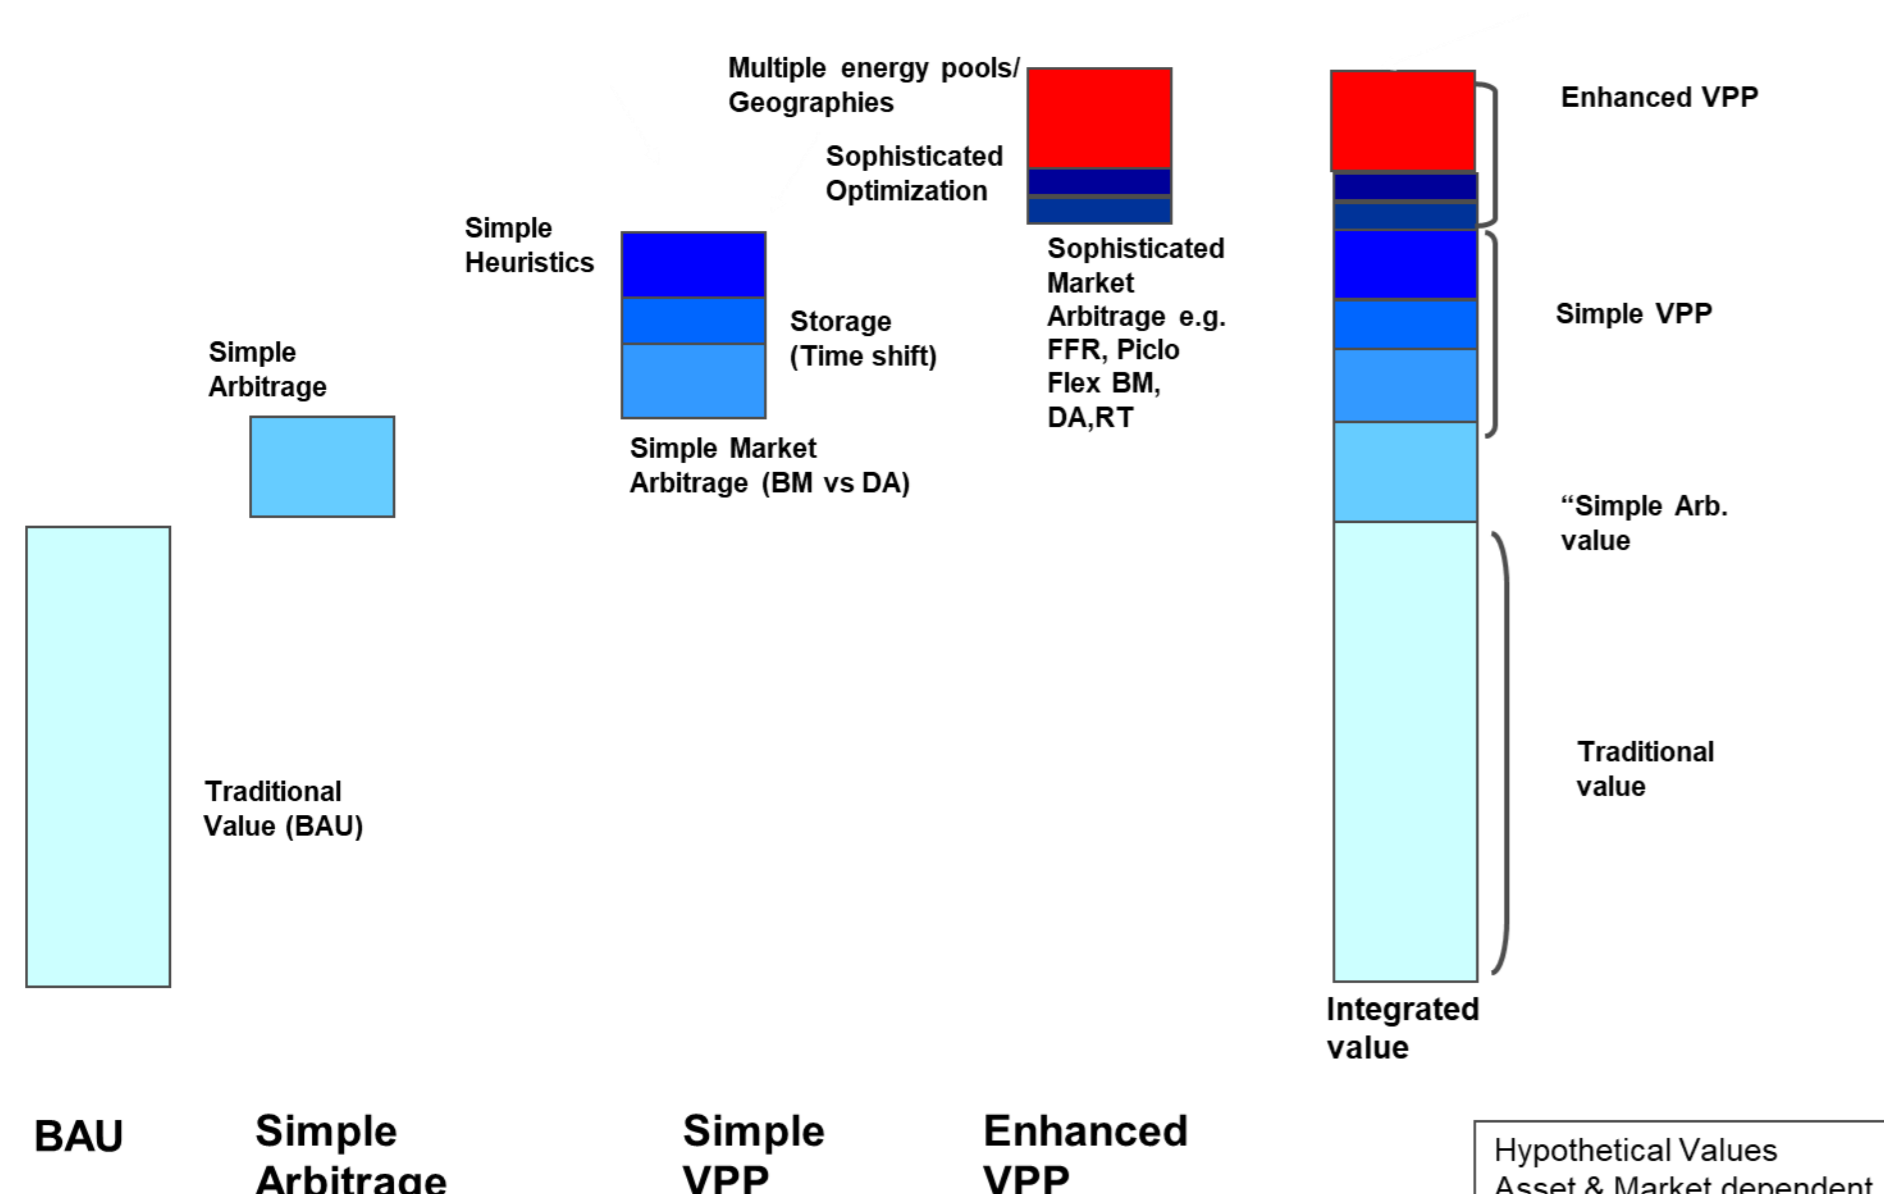 Multiple energy pools/
Geographies
Sophisticated
Optimization
Simple
Heuristics
Storage
(Time shift)
Simple
Arbitrage
Simple Market
Arbitrage (BM vs DA)
Sophisticated
Market
Arbitrage e.g.
FFR, Piclo
Flex BM,
DA,RT
Traditional
Value (BAU)
Enhanced VPP
Simple VPP
“Simple Arb.
value
Traditional
value
Integrated
value
BAU
Simple
Arbitrage
Simple
VPP
Enhanced
VPP
Hypothetical Values
Asset & Market dependent